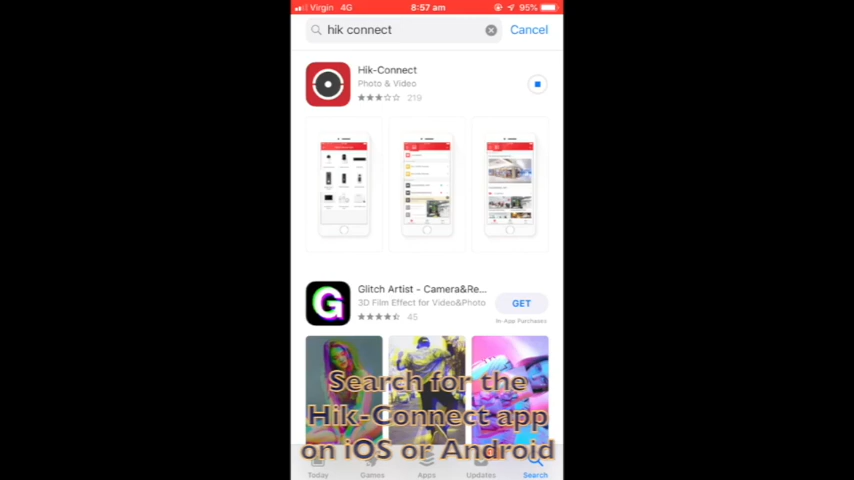 Virgin 4G 8:57 am 95%
hik connect Cancel
Hik-Connect
Photo & Video
219
Glitch Artist - Camera&Re...
3D Film Effect for Video&Photo
GET
45
In-App Purchases
Search for the
Hik-Connect app
on iOS or Android
Today Games Apps Updates Search